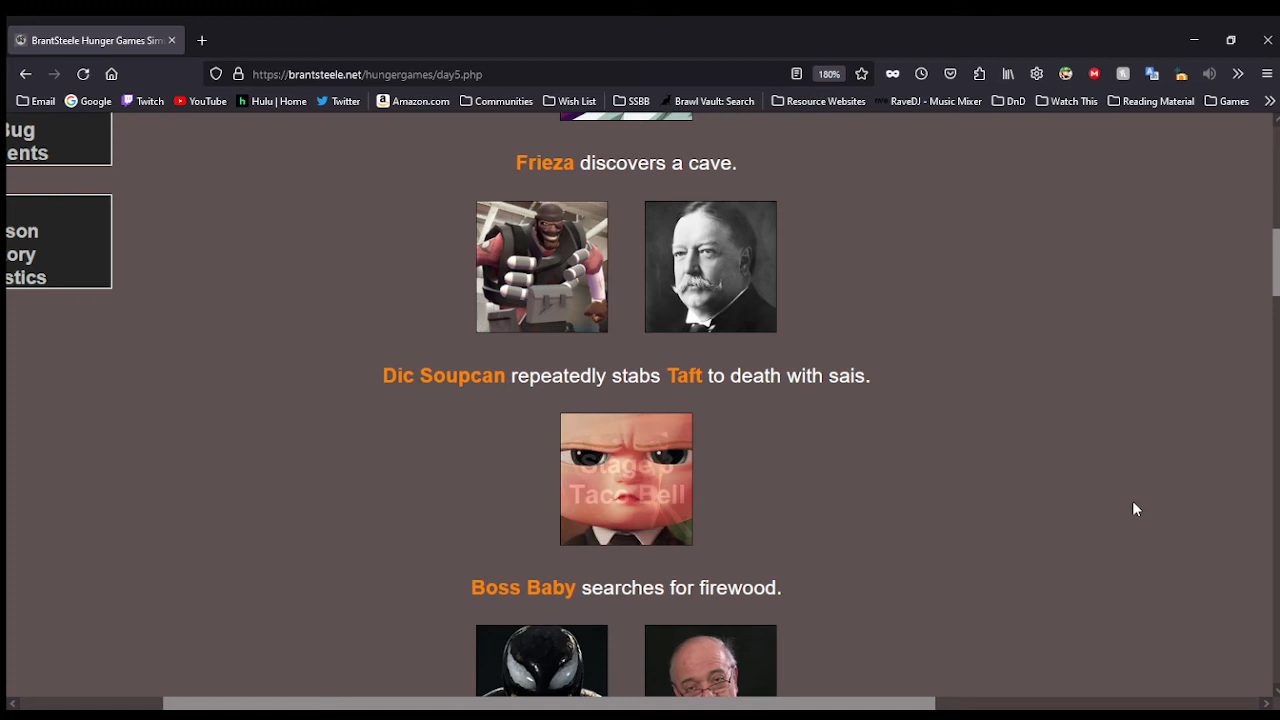 BrantSteele Hunger Games Sim
https://brantsteele.net/hungergames/day5.php
180%
Email
Google
Twitch
YouTube
Hulu | Home
Twitter
Amazon.com
Communities
Wish List
SSBB
Brawl Vault: Search
Resource Websites
RaveDJ - Music Mixer
DnD
Watch This
Reading Material
Games
Bug
ents
son
ory
stics
Frieza discovers a cave.
Dic Soupcan repeatedly stabs Taft to death with sais.
Taco Bell
Boss Baby searches for firewood.